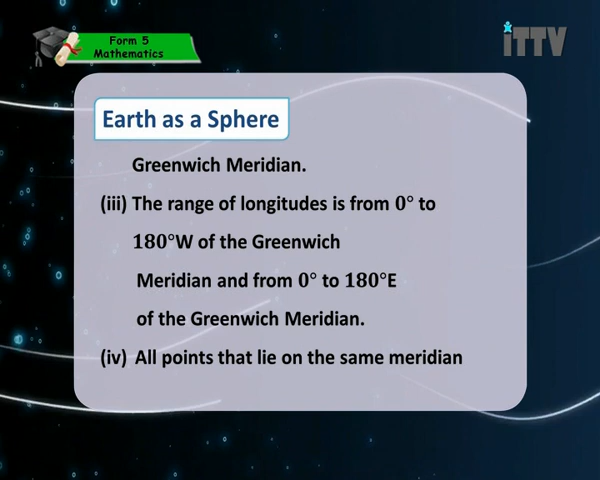 Form 5
Mathematics
iTTV
Earth as a Sphere
Greenwich Meridian.
(iii) The range of longitudes is from 0° to
180°W of the Greenwich
Meridian and from 0° to 180°E
of the Greenwich Meridian.
(iv) All points that lie on the same meridian